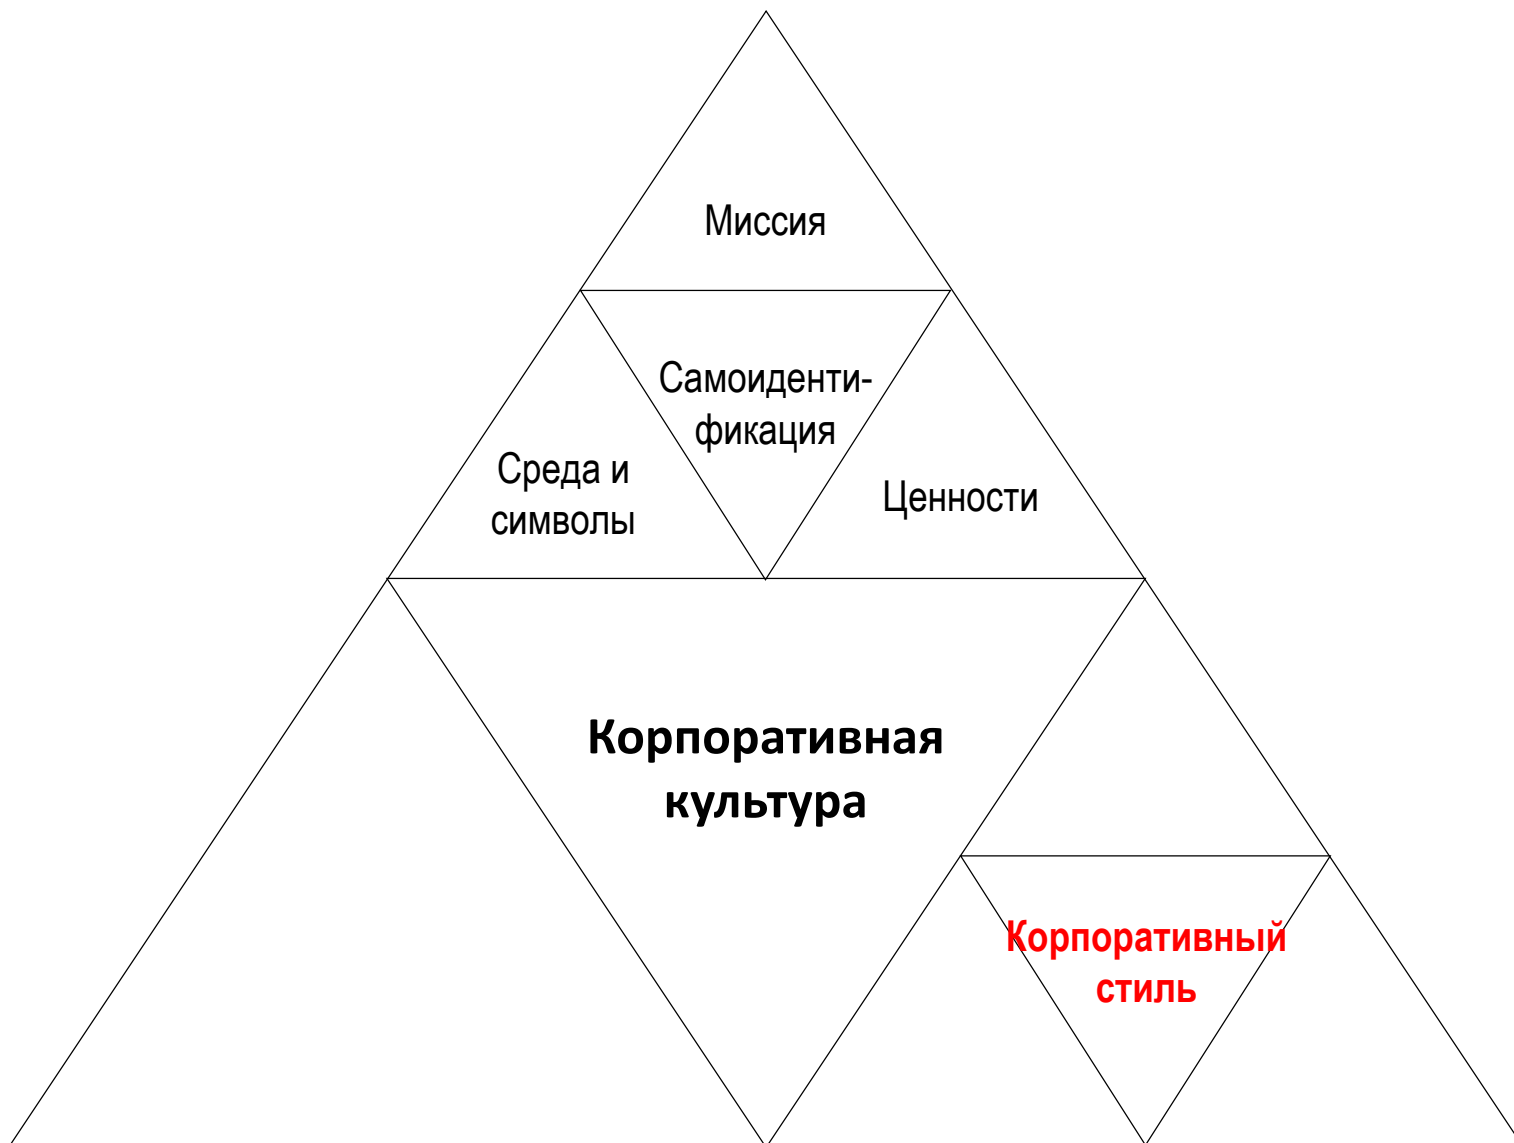 Миссия
Самоиденти-
фикация
Среда и
символы
Ценности
Корпоративная
культура
Корпоративный
стиль